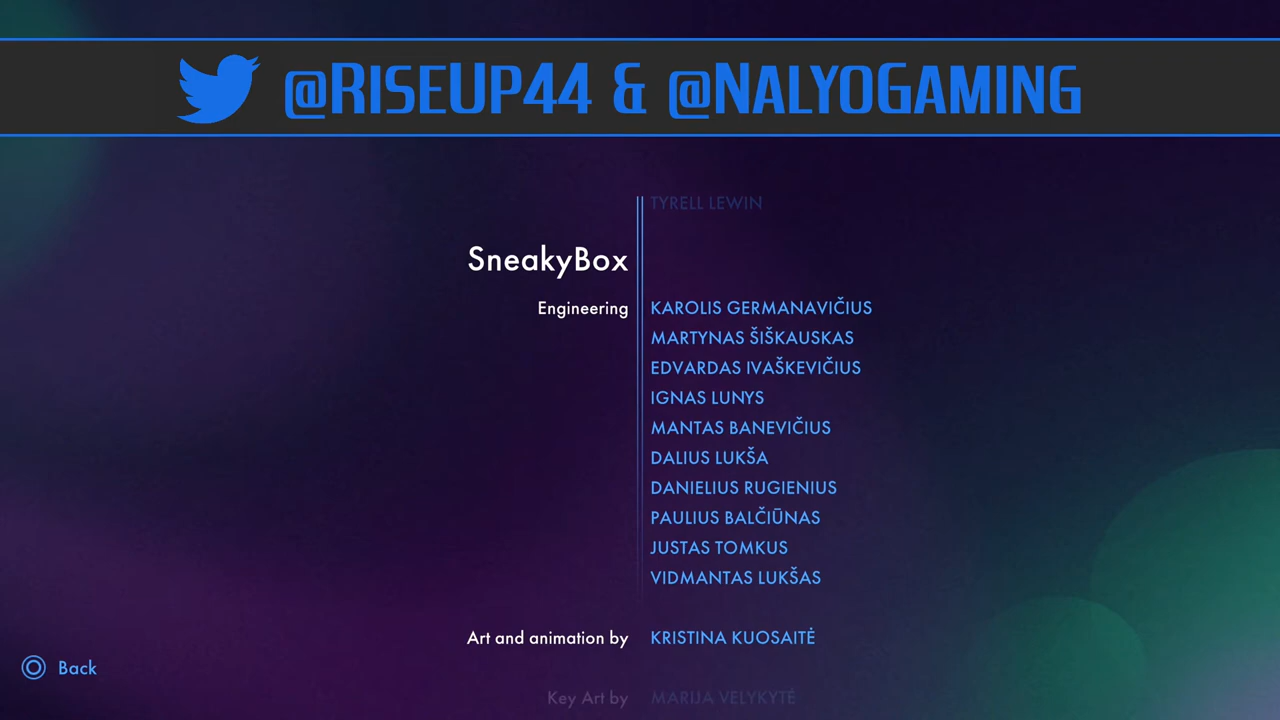 @RISEUP44 & @NALYOGAMING
TYRELL LEWIN
SneakyBox
Engineering KAROLIS GERMANAVIČIUS
MARTYNAS ŠIŠKAUSKAS
EDVARDAS IVAŠKEVIČIUS
IGNAS LUNYS
MANTAS BANEVIČIUS
DALIUS LUKŠA
DANIELIUS RUGIENIUS
PAULIUS BALČIŪNAS
JUSTAS TOMKUS
VIDMANTAS LUKŠAS
Art and animation by KRISTINA KUOSAITĖ
Back
Key Art by MARIJA VELYKYTĖ